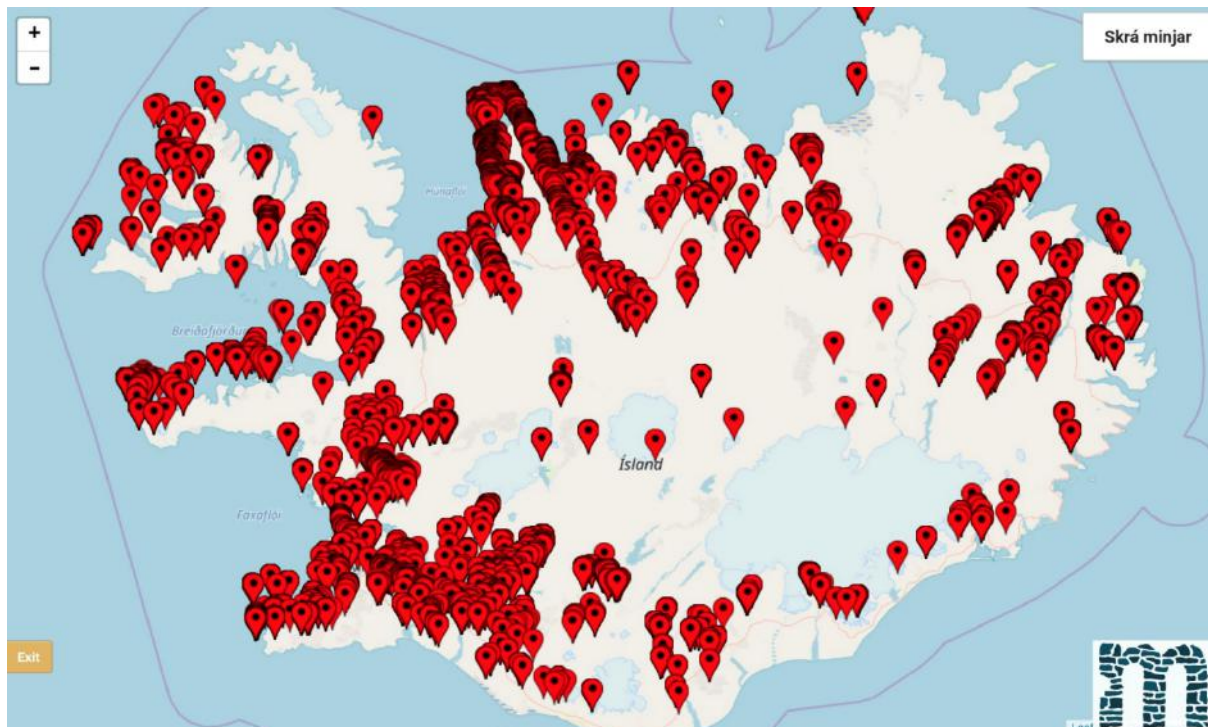 +
Skrá minjar
-
Húnaflói
Breiðafjörður
Ísland
Faxaflói
Exit